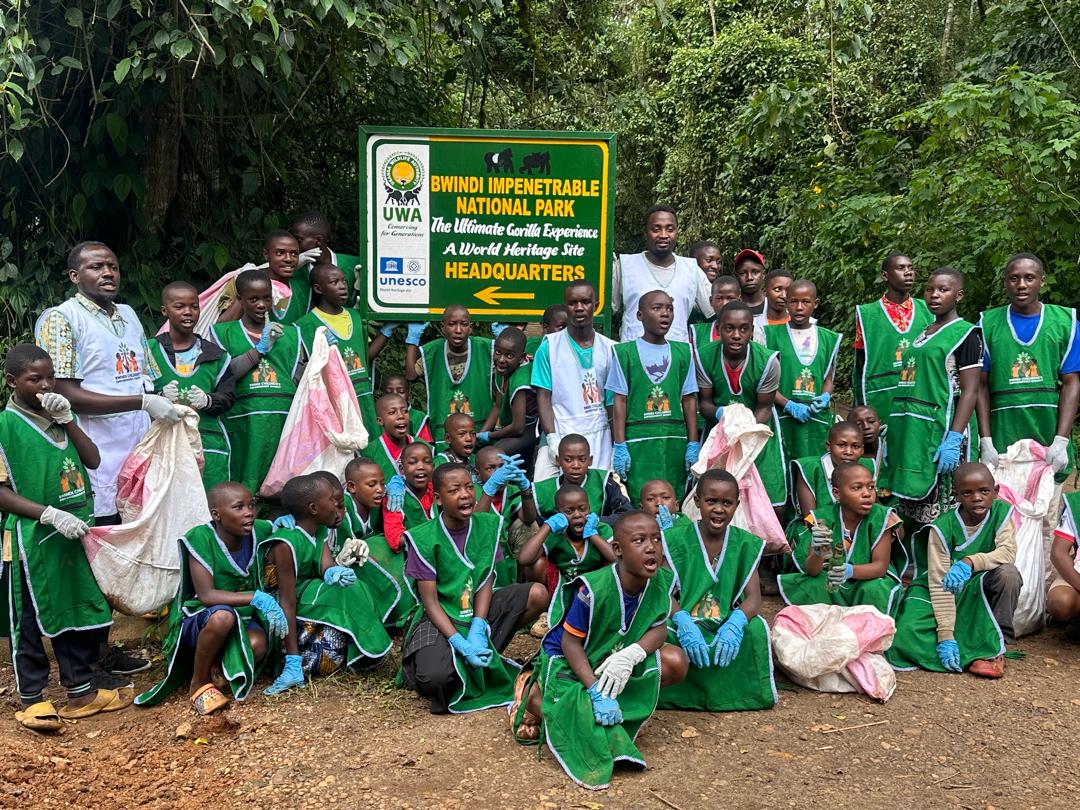 UWA
Conserving
for Generations
unesco
BWINDI IMPENETRABLE
NATIONAL PARK
The Ultimate Gorilla Experience
A World Heritage Site
HEADQUARTERS